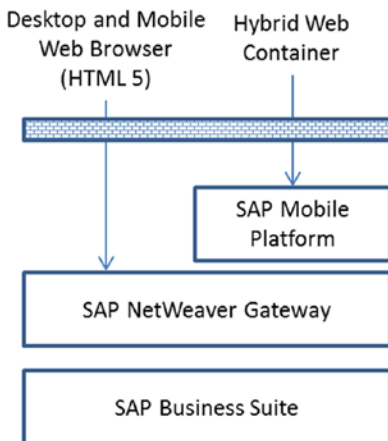 Desktop and Mobile
Web Browser
(HTML 5)
Hybrid Web
Container
SAP Mobile
Platform
SAP NetWeaver Gateway
SAP Business Suite